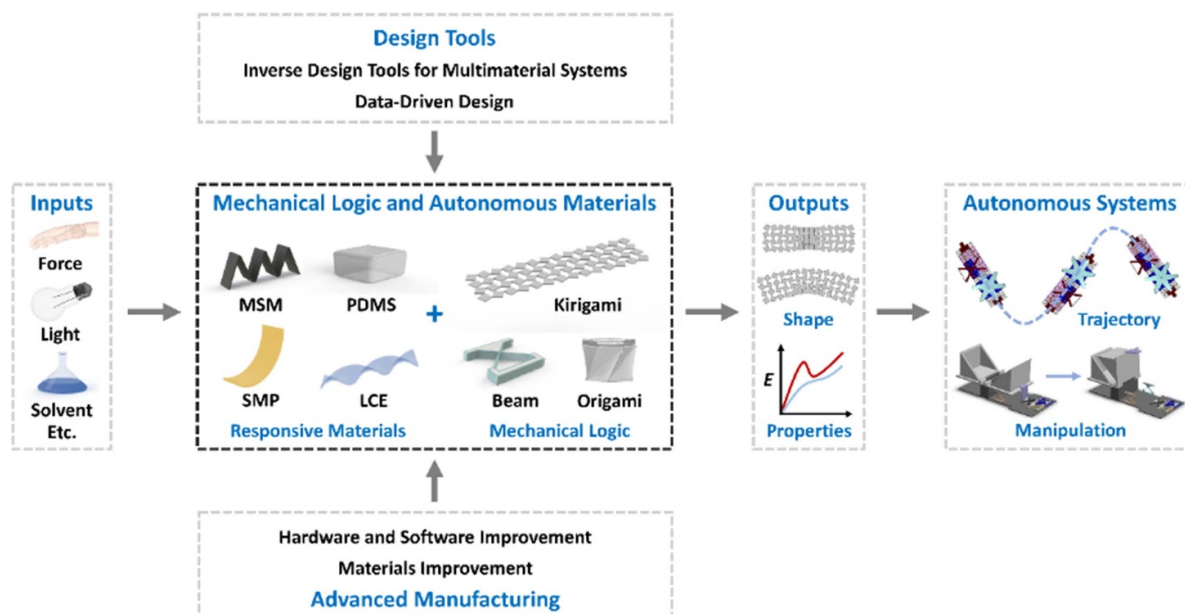 Design Tools
Inverse Design Tools for Multimaterial Systems
Data-Driven Design
Inputs
Force
Light
Solvent
Etc.
Mechanical Logic and Autonomous Materials
MSM
PDMS
+
Kirigami
SMP
LCE
Beam
Origami
Responsive Materials
Mechanical Logic
Outputs
Shape
E
Properties
Autonomous Systems
Trajectory
Manipulation
Hardware and Software Improvement
Materials Improvement
Advanced Manufacturing